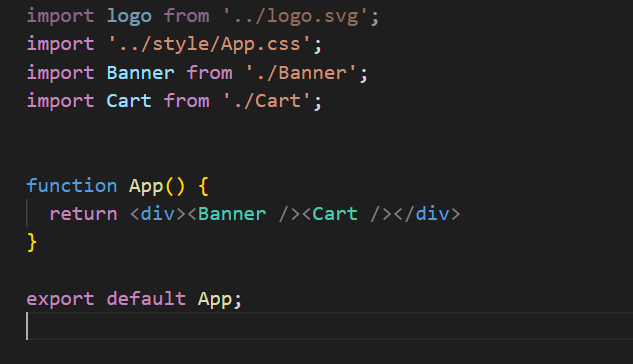 import logo from '../logo.svg';
import '../style/App.css';
import Banner from './Banner';
import Cart from './Cart';
function App() {
  return <div><Banner /><Cart /></div>
}
export default App;